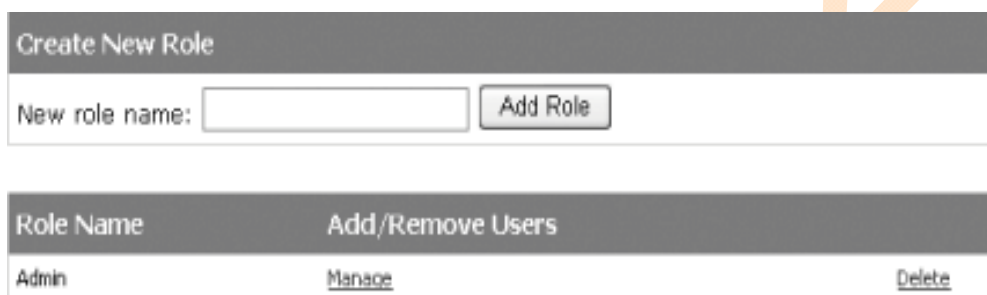 Create New Role
New role name: Add Role
Role Name Add/Remove Users
Admin Manage Delete